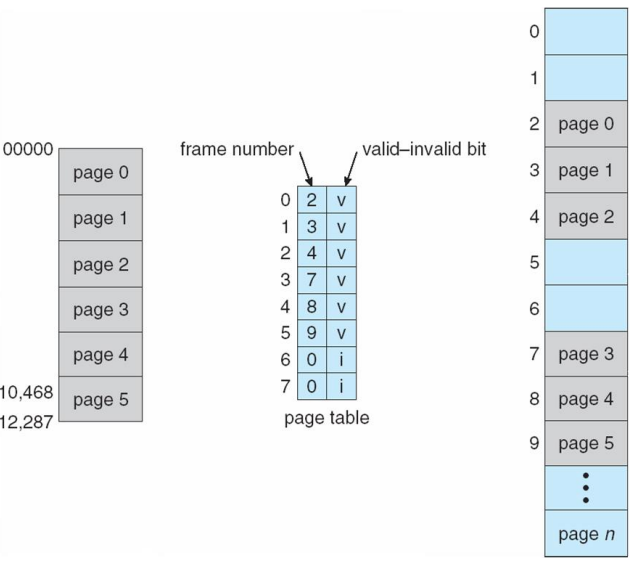 00000
page 0
page 1
page 2
page 3
page 4
10,468
page 5
12,287
frame number
valid–invalid bit
0 2 v
1 3 v
2 4 v
3 7 v
4 8 v
5 9 v
6 0 i
7 0 i
page table
0
1
2 page 0
3 page 1
4 page 2
5
6
7 page 3
8 page 4
9 page 5
page n